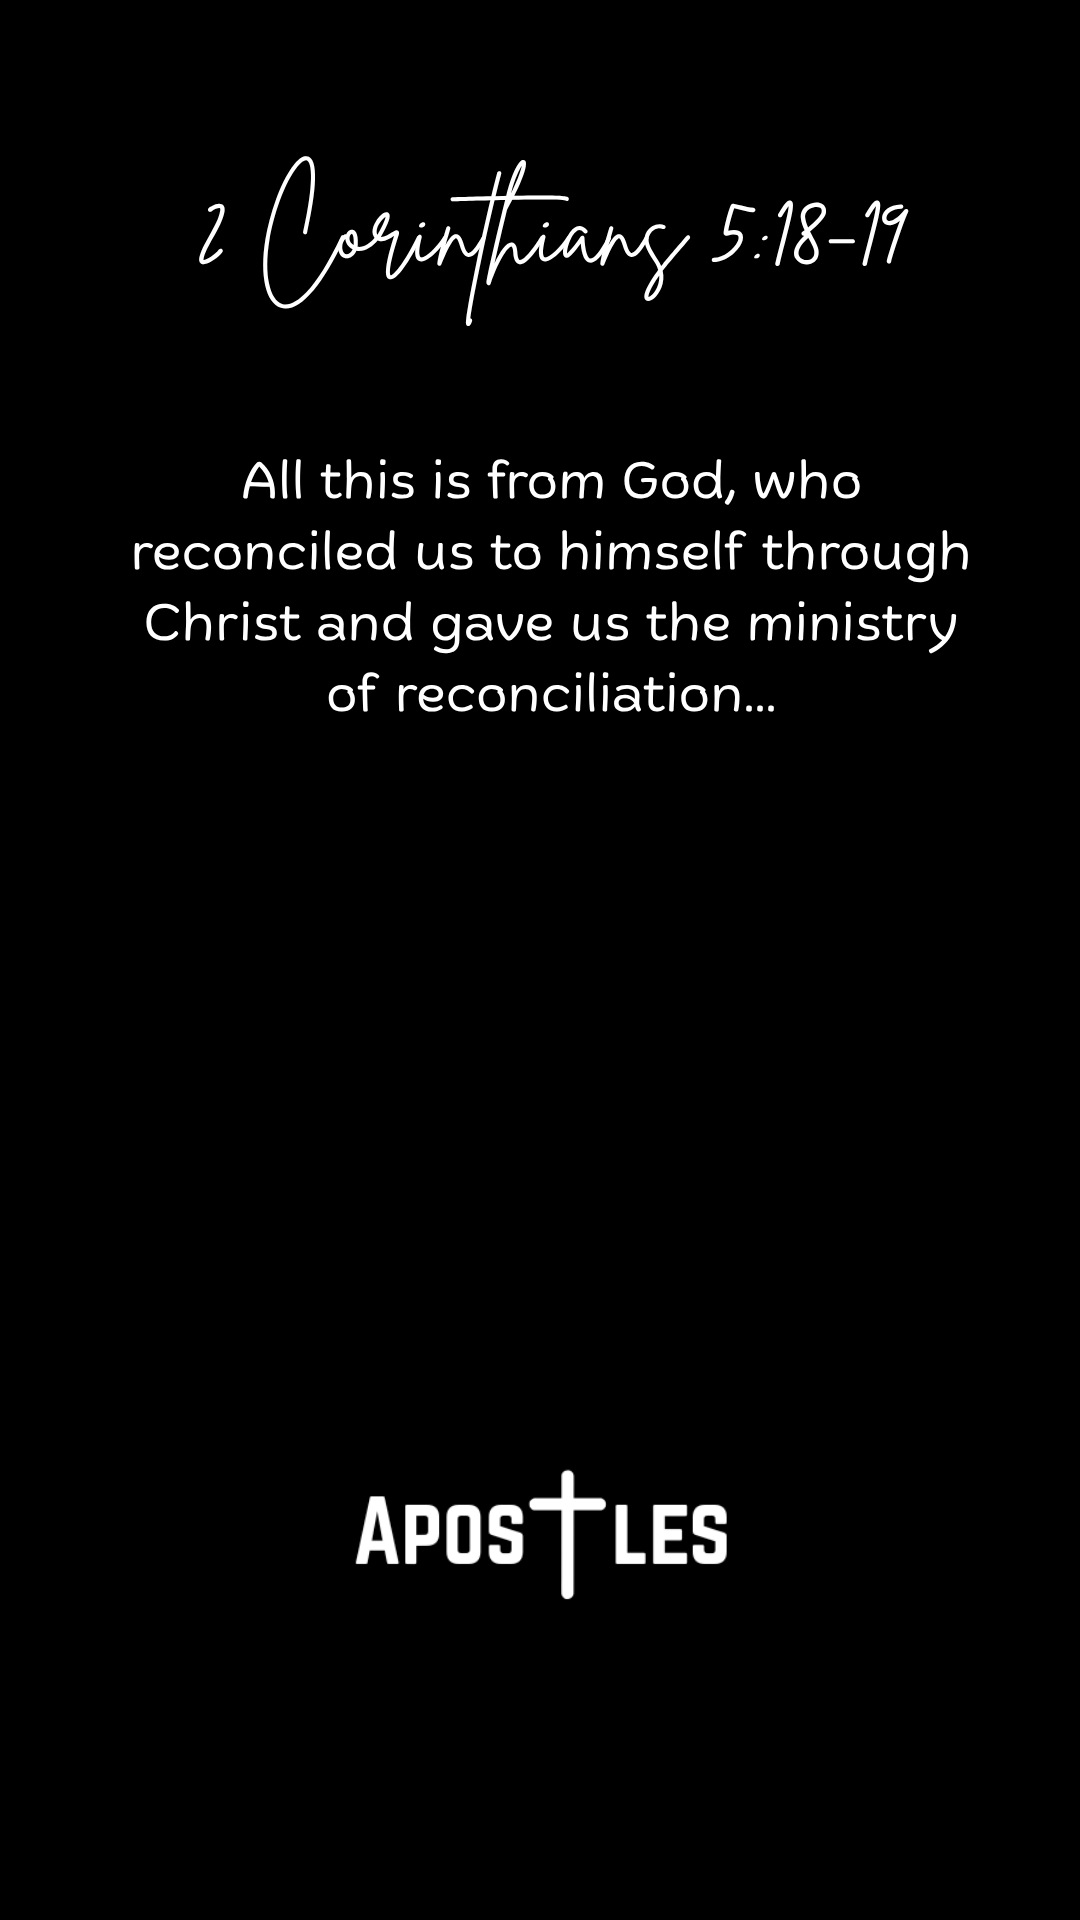 2 Corinthians 5:18-19
All this is from God, who
reconciled us to himself through
Christ and gave us the ministry
of reconciliation...
APOSTLES